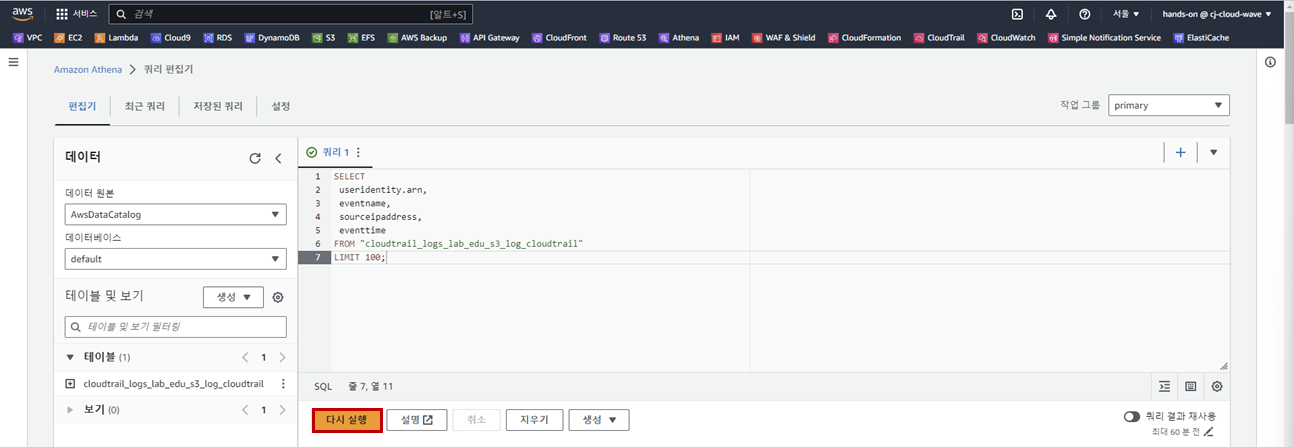 aws 서비스 검색 [알트+S] 서울 hands-on @ cj-cloud-wave
VPC EC2 Lambda Cloud9 RDS DynamoDB S3 EFS AWS Backup API Gateway CloudFront Route 53 Athena IAM WAF & Shield CloudFormation CloudTrail CloudWatch Simple Notification Service ElastiCache
Amazon Athena 쿼리 편집기
편집기 최근 쿼리 저장된 쿼리 설정 작업 그룹 primary
데이터
데이터 원본
AwsDataCatalog
데이터베이스
default
테이블 및 보기 생성
테이블 및 보기 필터링
테이블 (1) 1
cloudtrail_logs_lab_edu_s3_log_cloudtrail
보기 (0) 1
쿼리 1
1 SELECT
2 useridentity.arn,
3 eventname,
4 sourceipaddress,
5 eventtime
6 FROM "cloudtrail_logs_lab_edu_s3_log_cloudtrail"
7 LIMIT 100;
SQL 줄 7, 열 11
다시 실행 설명 취소 지우기 생성 쿼리 결과 재사용
최대 60 분 전